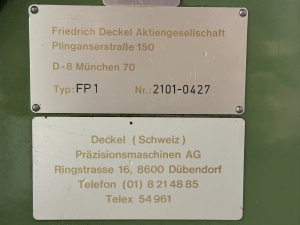 Friedrich Deckel Aktiengesellschaft
Plinganserstraße 150
D-8 München 70
Typ: FP1 Nr.: 2101-0427
Deckel (Schweiz)
Präzisionsmaschinen AG
Ringstrasse 16, 8600 Dübendorf
Telefon (01) 8 21 48 85
Telex 54 961